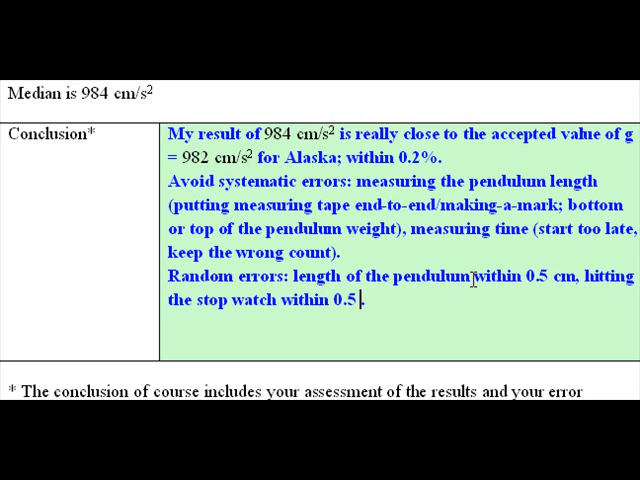 Median is 984 cm/s²
Conclusion*
My result of 984 cm/s² is really close to the accepted value of g
= 982 cm/s² for Alaska; within 0.2%.
Avoid systematic errors: measuring the pendulum length
(putting measuring tape end-to-end/making-a-mark; bottom
or top of the pendulum weight), measuring time (start too late,
keep the wrong count).
Random errors: length of the pendulum within 0.5 cm, hitting
the stop watch within 0.5 .
* The conclusion of course includes your assessment of the results and your error